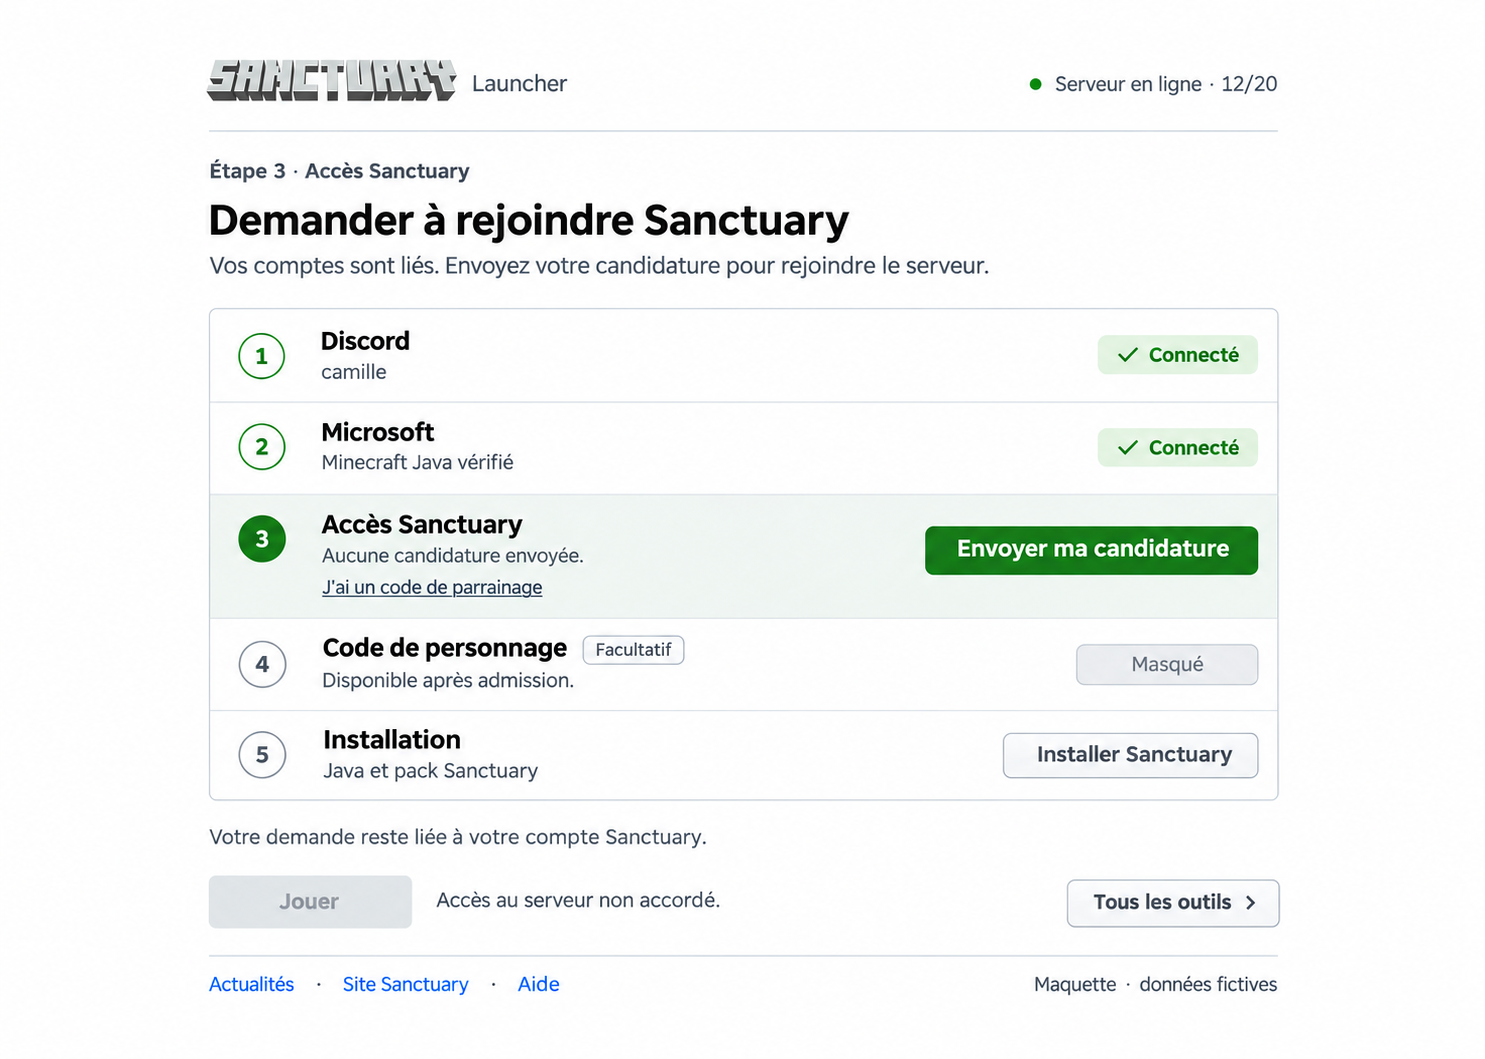 SANCTUARY Launcher
Serveur en ligne · 12/20
Étape 3 · Accès Sanctuary
Demander à rejoindre Sanctuary
Vos comptes sont liés. Envoyez votre candidature pour rejoindre le serveur.
1
Discord
camille
Connecté
2
Microsoft
Minecraft Java vérifié
Connecté
3
Accès Sanctuary
Aucune candidature envoyée.
J'ai un code de parrainage
Envoyer ma candidature
4
Code de personnage
Facultatif
Disponible après admission.
Masqué
5
Installation
Java et pack Sanctuary
Installer Sanctuary
Votre demande reste liée à votre compte Sanctuary.
Jouer
Accès au serveur non accordé.
Tous les outils
Actualités · Site Sanctuary · Aide
Maquette · données fictives